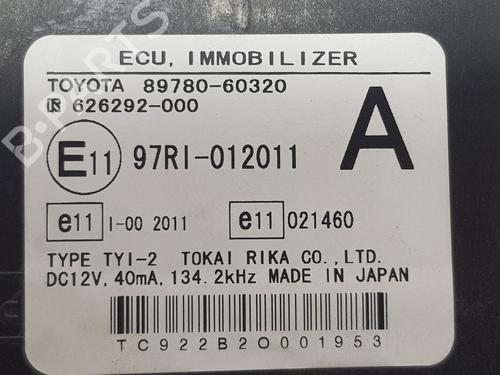 ECU, IMMOBILIZER
TOYOTA 89780-60320
626292-000
A
E11 97RI-012011
e11 I-00 2011 e11 021460
TYPE TYI-2 TOKAI RIKA CO.,LTD.
DC12V, 40mA, 134.2kHz MADE IN JAPAN
TC922B20001953
B-PARTS